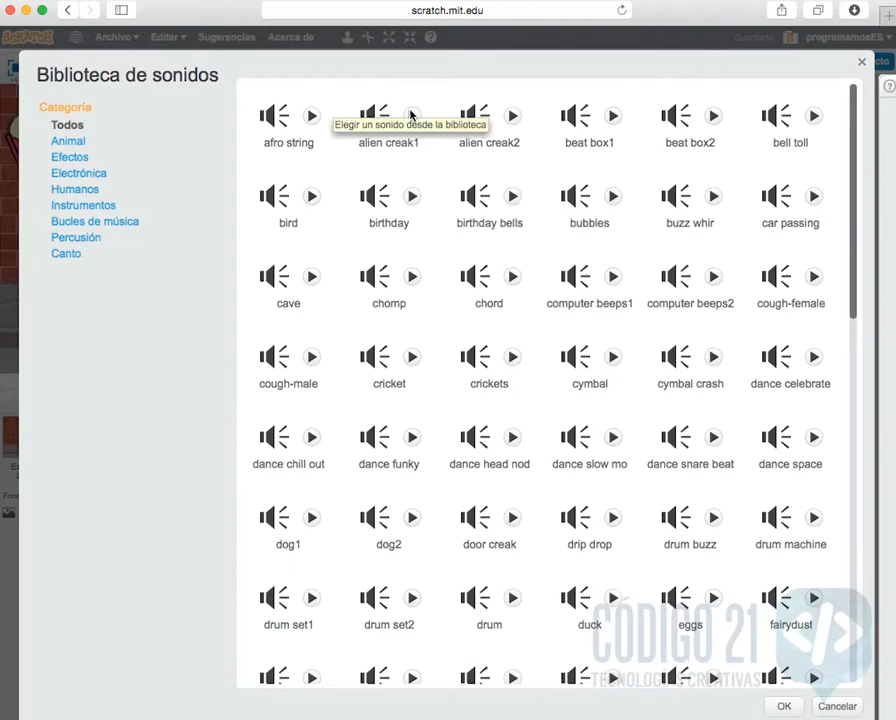 scratch.mit.edu
SCRATCH Archivo Editar Sugerencias Acerca de Guardado programamosES
Biblioteca de sonidos
Categoría
Todos
Animal
Efectos
Electrónica
Humanos
Instrumentos
Bucles de música
Percusión
Canto
Elegir un sonido desde la biblioteca
afro string alien creak1 alien creak2 beat box1 beat box2 bell toll
bird birthday birthday bells bubbles buzz whir car passing
cave chomp chord computer beeps1 computer beeps2 cough-female
cough-male cricket crickets cymbal cymbal crash dance celebrate
dance chill out dance funky dance head nod dance slow mo dance snare beat dance space
dog1 dog2 door creak drip drop drum buzz drum machine
drum set1 drum set2 drum duck eggs fairydust
CÓDIGO 21
TECNOLOGÍAS CREATIVAS
OK Cancelar